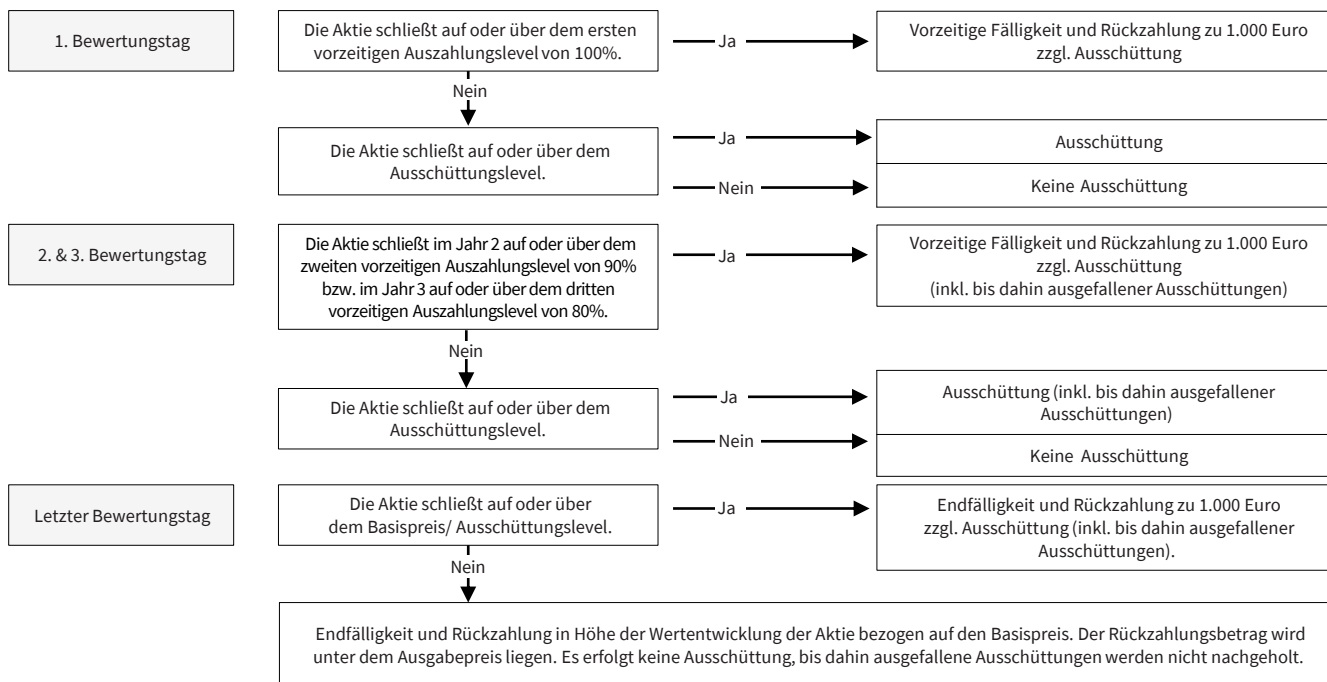 1. Bewertungstag
Die Aktie schließt auf oder über dem ersten
vorzeitigen Auszahlungslevel von 100%.
Ja
Vorzeitige Fälligkeit und Rückzahlung zu 1.000 Euro
zzgl. Ausschüttung
Nein
Die Aktie schließt auf oder über dem
Ausschüttungslevel.
Ja
Ausschüttung
Nein
Keine Ausschüttung
2. & 3. Bewertungstag
Die Aktie schließt im Jahr 2 auf oder über dem
zweiten vorzeitigen Auszahlungslevel von 90%
bzw. im Jahr 3 auf oder über dem dritten
vorzeitigen Auszahlungslevel von 80%.
Ja
Vorzeitige Fälligkeit und Rückzahlung zu 1.000 Euro
zzgl. Ausschüttung
(inkl. bis dahin ausgefallener Ausschüttungen)
Nein
Die Aktie schließt auf oder über dem
Ausschüttungslevel.
Ja
Ausschüttung (inkl. bis dahin ausgefallener
Ausschüttungen)
Nein
Keine Ausschüttung
Letzter Bewertungstag
Die Aktie schließt auf oder über
dem Basispreis/ Ausschüttungslevel.
Ja
Endfälligkeit und Rückzahlung zu 1.000 Euro
zzgl. Ausschüttung (inkl. bis dahin ausgefallener
Ausschüttungen).
Nein
Endfälligkeit und Rückzahlung in Höhe der Wertentwicklung der Aktie bezogen auf den Basispreis. Der Rückzahlungsbetrag wird
unter dem Ausgabepreis liegen. Es erfolgt keine Ausschüttung, bis dahin ausgefallene Ausschüttungen werden nicht nachgeholt.